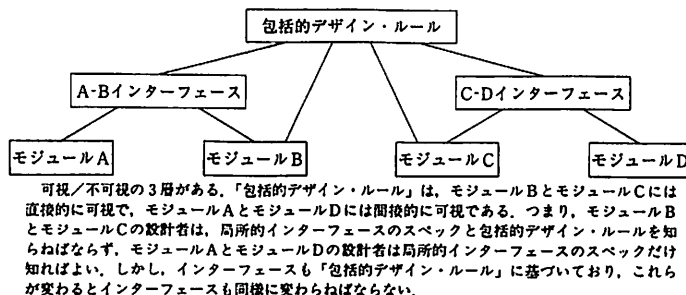 包括的デザイン・ルール
A-Bインターフェース
C-Dインターフェース
モジュールA
モジュールB
モジュールC
モジュールD
可視／不可視の3層がある.「包括的デザイン・ルール」は，モジュールBとモジュールCには
直接的に可視で，モジュールAとモジュールDには間接的に可視である．つまり，モジュールB
とモジュールCの設計者は，局所的インターフェースのスペックと包括的デザイン・ルールを知
らねばならず，モジュールAとモジュールDの設計者は局所的インターフェースのスペックだけ
知ればよい．しかし，インターフェースも「包括的デザイン・ルール」に基づいており，これら
が変わるとインターフェースも同様に変わらねばならない．